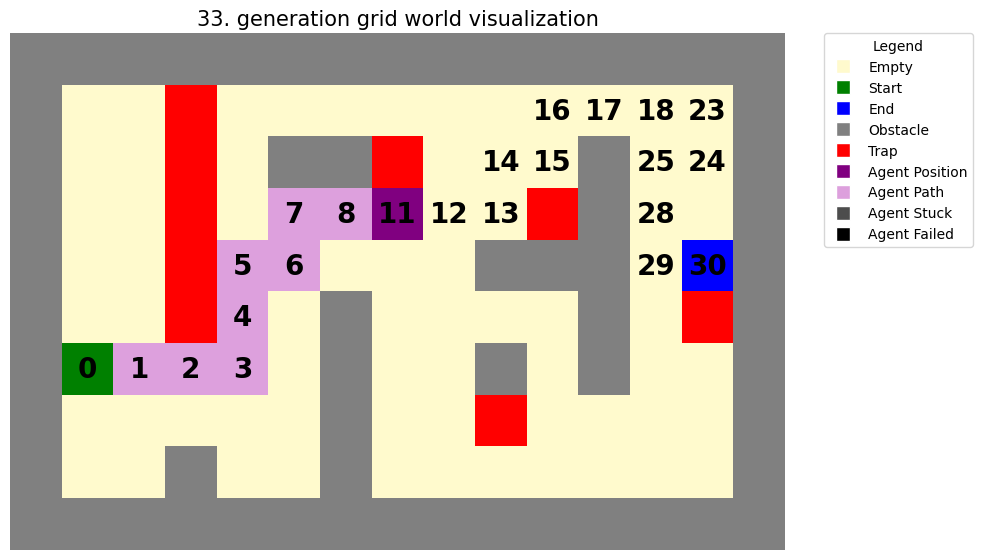 33. generation grid world visualization
16 17 18 23
14 15 25 24
7 8 11 12 13 28
5 6 29 30
4
0 1 2 3
Legend
Empty
Start
End
Obstacle
Trap
Agent Position
Agent Path
Agent Stuck
Agent Failed